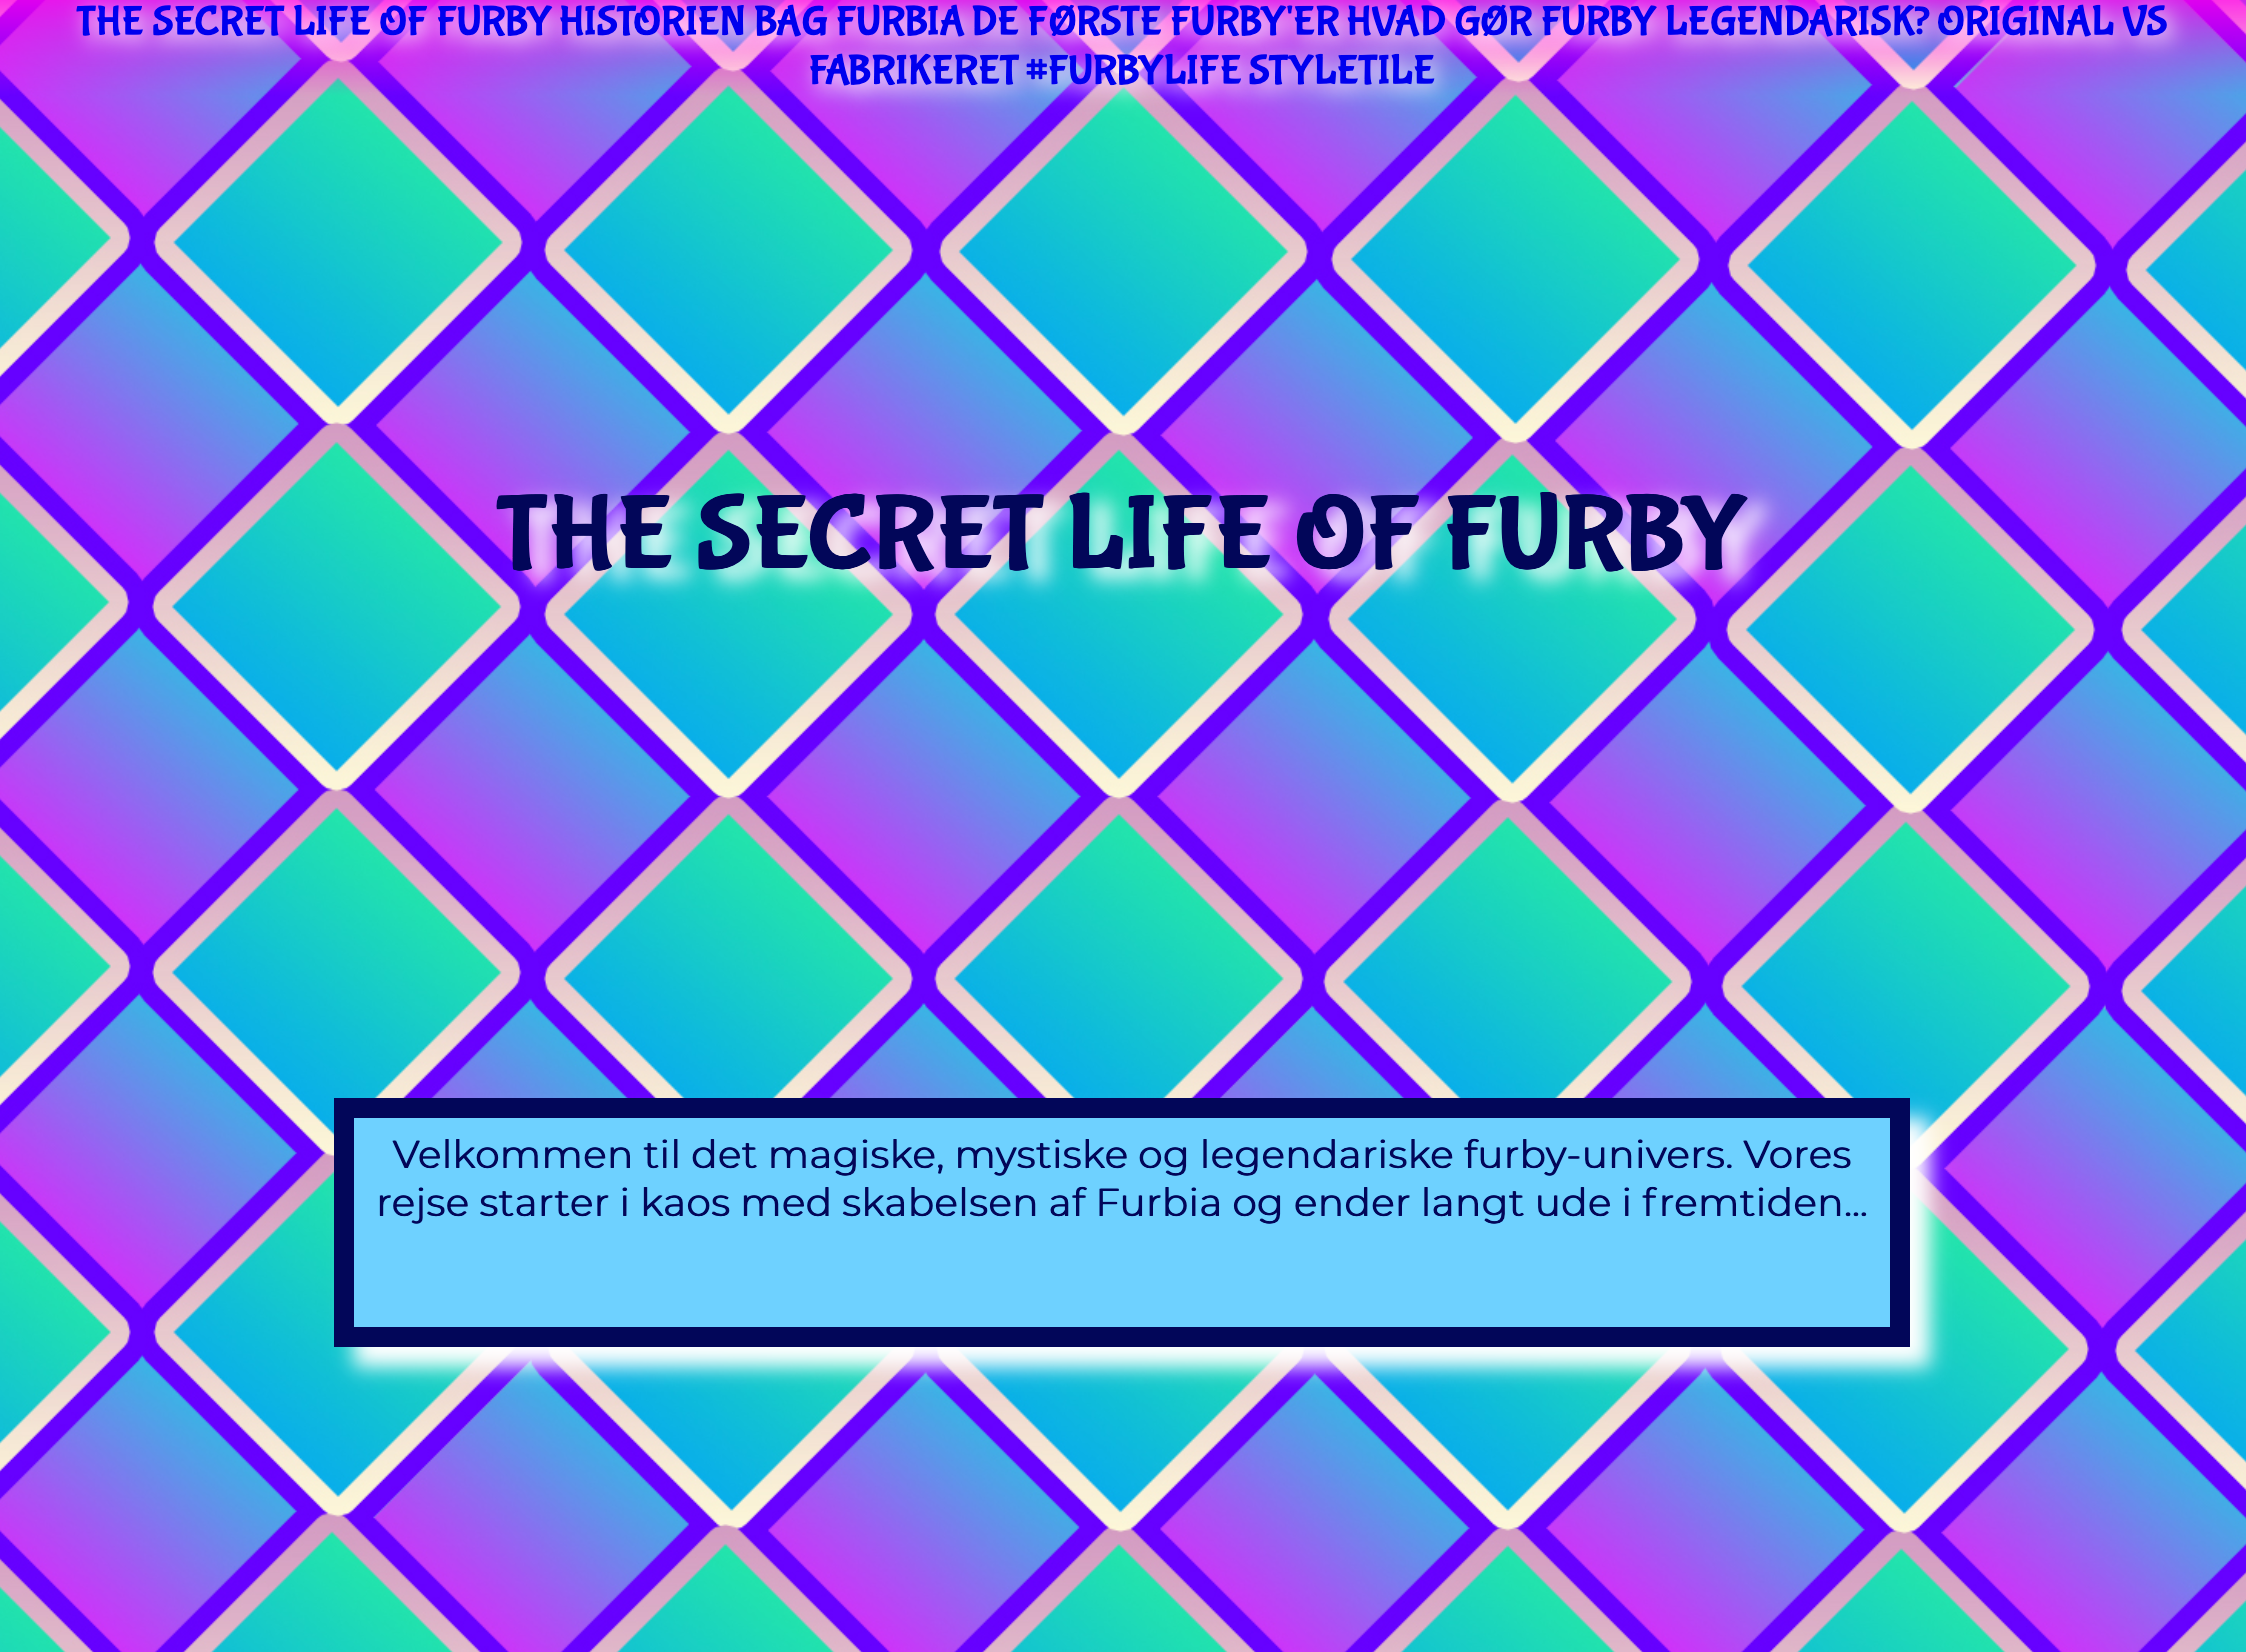 THE SECRET LIFE OF FURBY HISTORIEN BAG FURBIA DE FØRSTE FURBY'ER HVAD GØR FURBY LEGENDARISK? ORIGINAL VS
FABRIKERET #FURBYLIFE STYLETILE
THE SECRET LIFE OF FURBY
Velkommen til det magiske, mystiske og legendariske furby-univers. Vores
rejse starter i kaos med skabelsen af Furbia og ender langt ude i fremtiden...